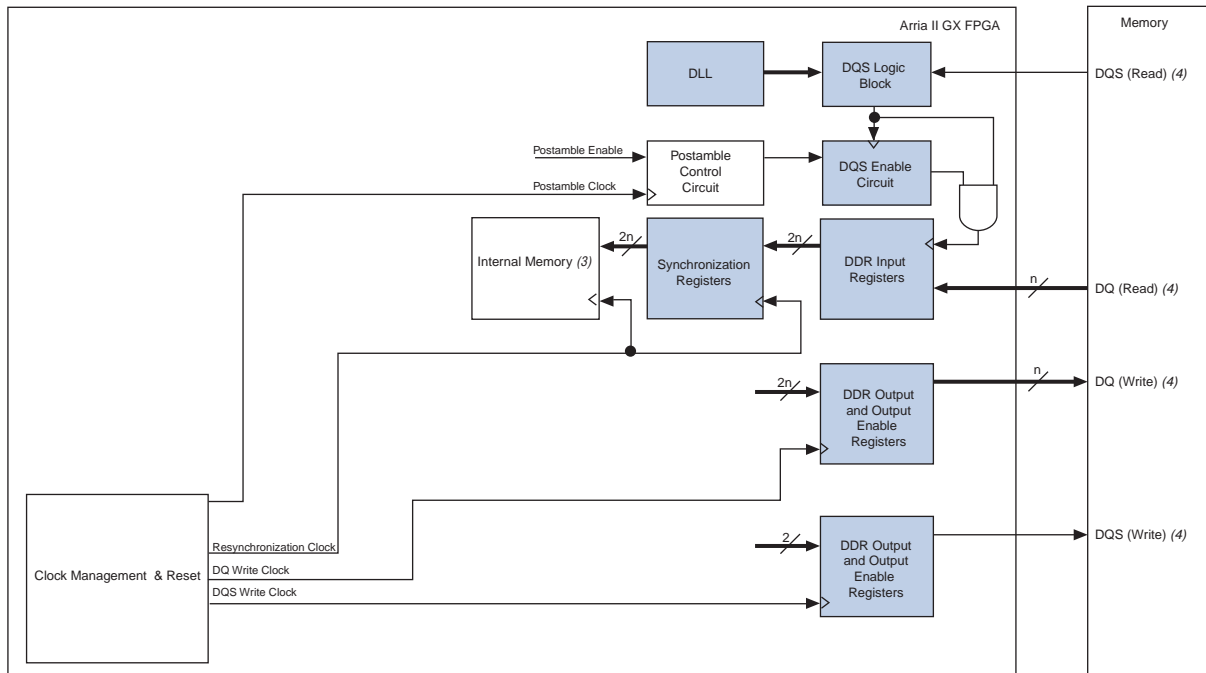 Arria II GX FPGA
Memory
DLL
DQS Logic
Block
DQS (Read) (4)
Postamble Enable
Postamble
Control
Circuit
DQS Enable
Circuit
Postamble Clock
2n
2n
Internal Memory (3)
Synchronization
Registers
DDR Input
Registers
n
DQ (Read) (4)
2n
DDR Output
and Output
Enable
Registers
n
DQ (Write) (4)
Clock Management & Reset
Resynchronization Clock
DQ Write Clock
DQS Write Clock
2
DDR Output
and Output
Enable
Registers
DQS (Write) (4)